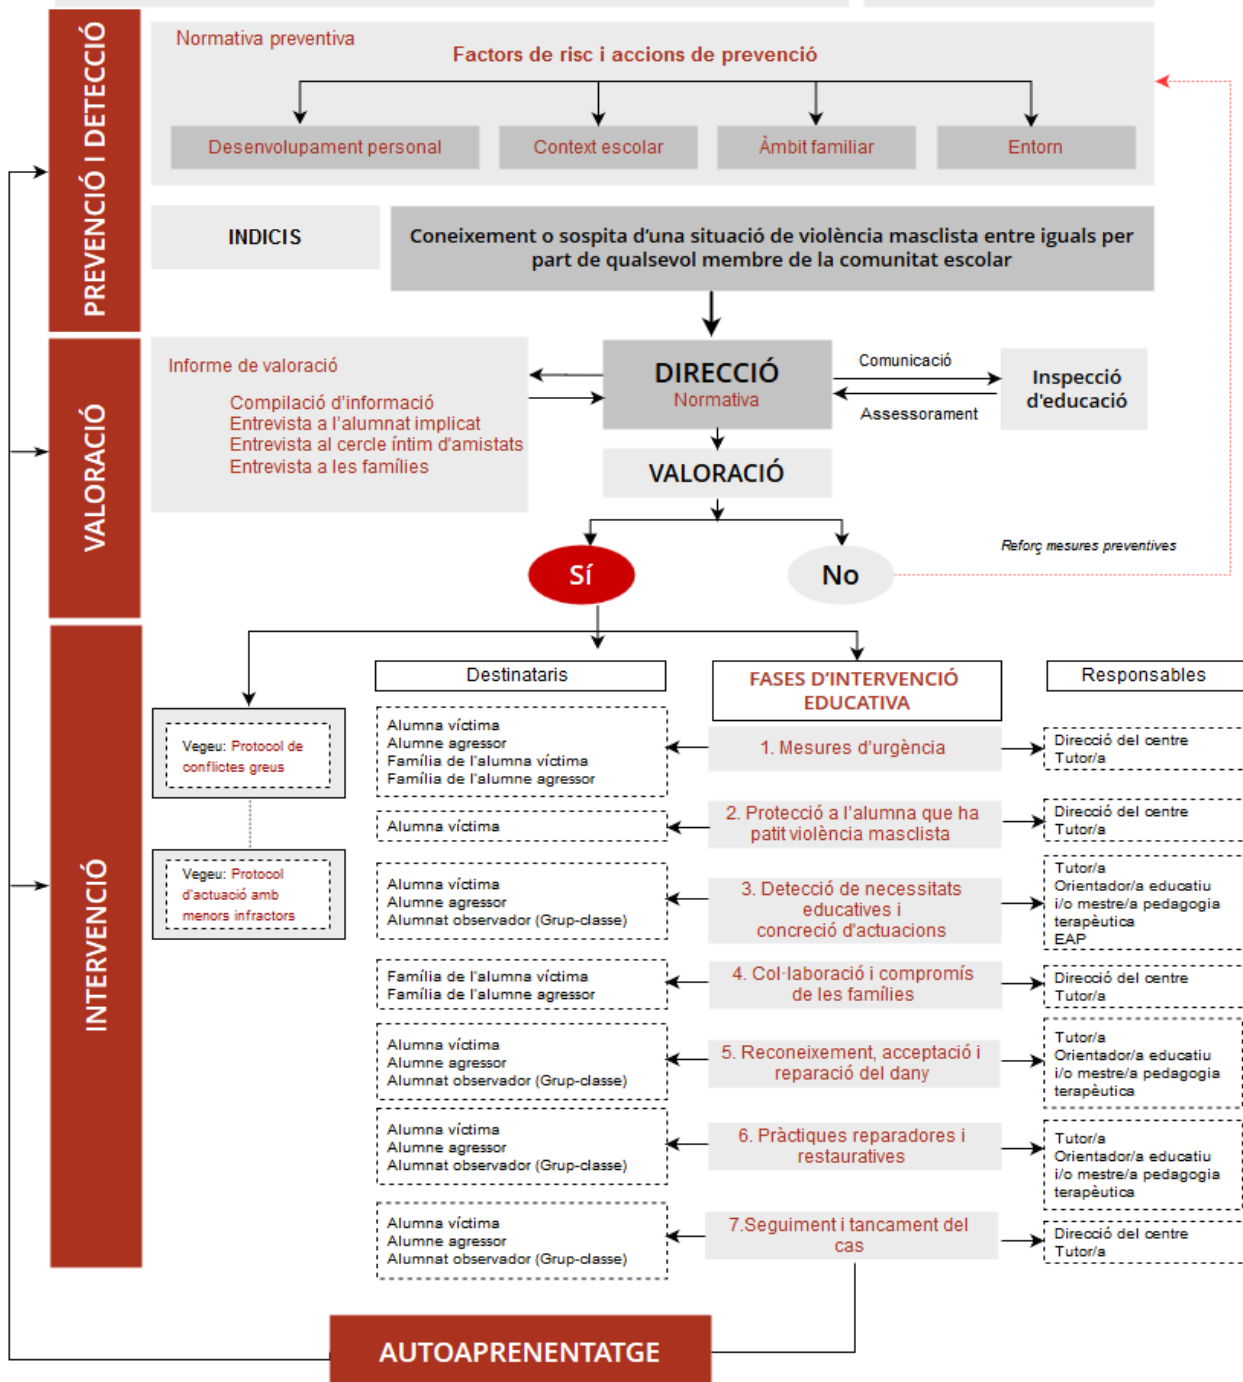 PREVENCIÓ I DETECCIÓ
Normativa preventiva
Factors de risc i accions de prevenció
Desenvolupament personal
Context escolar
Àmbit familiar
Entorn
INDICIS
Coneixement o sospita d'una situació de violència masclista entre iguals per
part de qualsevol membre de la comunitat escolar
VALORACIÓ
Informe de valoració
Compilació d'informació
Entrevista a l'alumnat implicat
Entrevista al cercle íntim d'amistats
Entrevista a les famílies
DIRECCIÓ
Normativa
Comunicació
Assessorament
Inspecció
d'educació
VALORACIÓ
Sí
No
Reforç mesures preventives
INTERVENCIÓ
Destinataris
FASES D'INTERVENCIÓ
EDUCATIVA
Responsables
Vegeu: Protocol de
conflictes greus
Vegeu: Protocol
d'actuació amb
menors infractors
Alumna víctima
Alumne agressor
Família de l'alumna víctima
Família de l'alumne agressor
1. Mesures d'urgència
Direcció del centre
Tutor/a
Alumna víctima
2. Protecció a l'alumna que ha
patit violència masclista
Direcció del centre
Tutor/a
Alumna víctima
Alumne agressor
Alumnat observador (Grup-classe)
3. Detecció de necessitats
educatives i
concreció d'actuacions
Tutor/a
Orientador/a educatiu
i/o mestre/a pedagogia
terapèutica
EAP
Família de l'alumna víctima
Família de l'alumne agressor
4. Col·laboració i compromís
de les famílies
Direcció del centre
Tutor/a
Alumna víctima
Alumne agressor
Alumnat observador (Grup-classe)
5. Reconeixement, acceptació i
reparació del dany
Tutor/a
Orientador/a educatiu
i/o mestre/a pedagogia
terapèutica
Alumna víctima
Alumne agressor
Alumnat observador (Grup-classe)
6. Pràctiques reparadores i
restauratives
Tutor/a
Orientador/a educatiu
i/o mestre/a pedagogia
terapèutica
Alumna víctima
Alumne agressor
Alumnat observador (Grup-classe)
7.Seguiment i tancament del
cas
Direcció del centre
Tutor/a
AUTOAPRENENTATGE